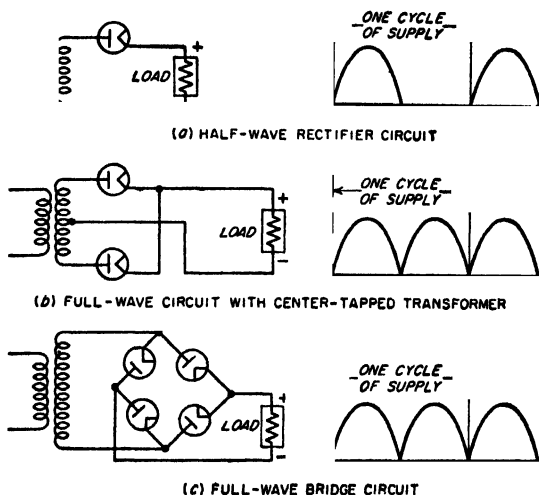 ONE CYCLE
OF SUPPLY
+
LOAD
(a) HALF-WAVE RECTIFIER CIRCUIT
ONE CYCLE
OF SUPPLY
+
LOAD
-
(b) FULL-WAVE CIRCUIT WITH CENTER-TAPPED TRANSFORMER
ONE CYCLE
OF SUPPLY
+
LOAD
-
(c) FULL-WAVE BRIDGE CIRCUIT